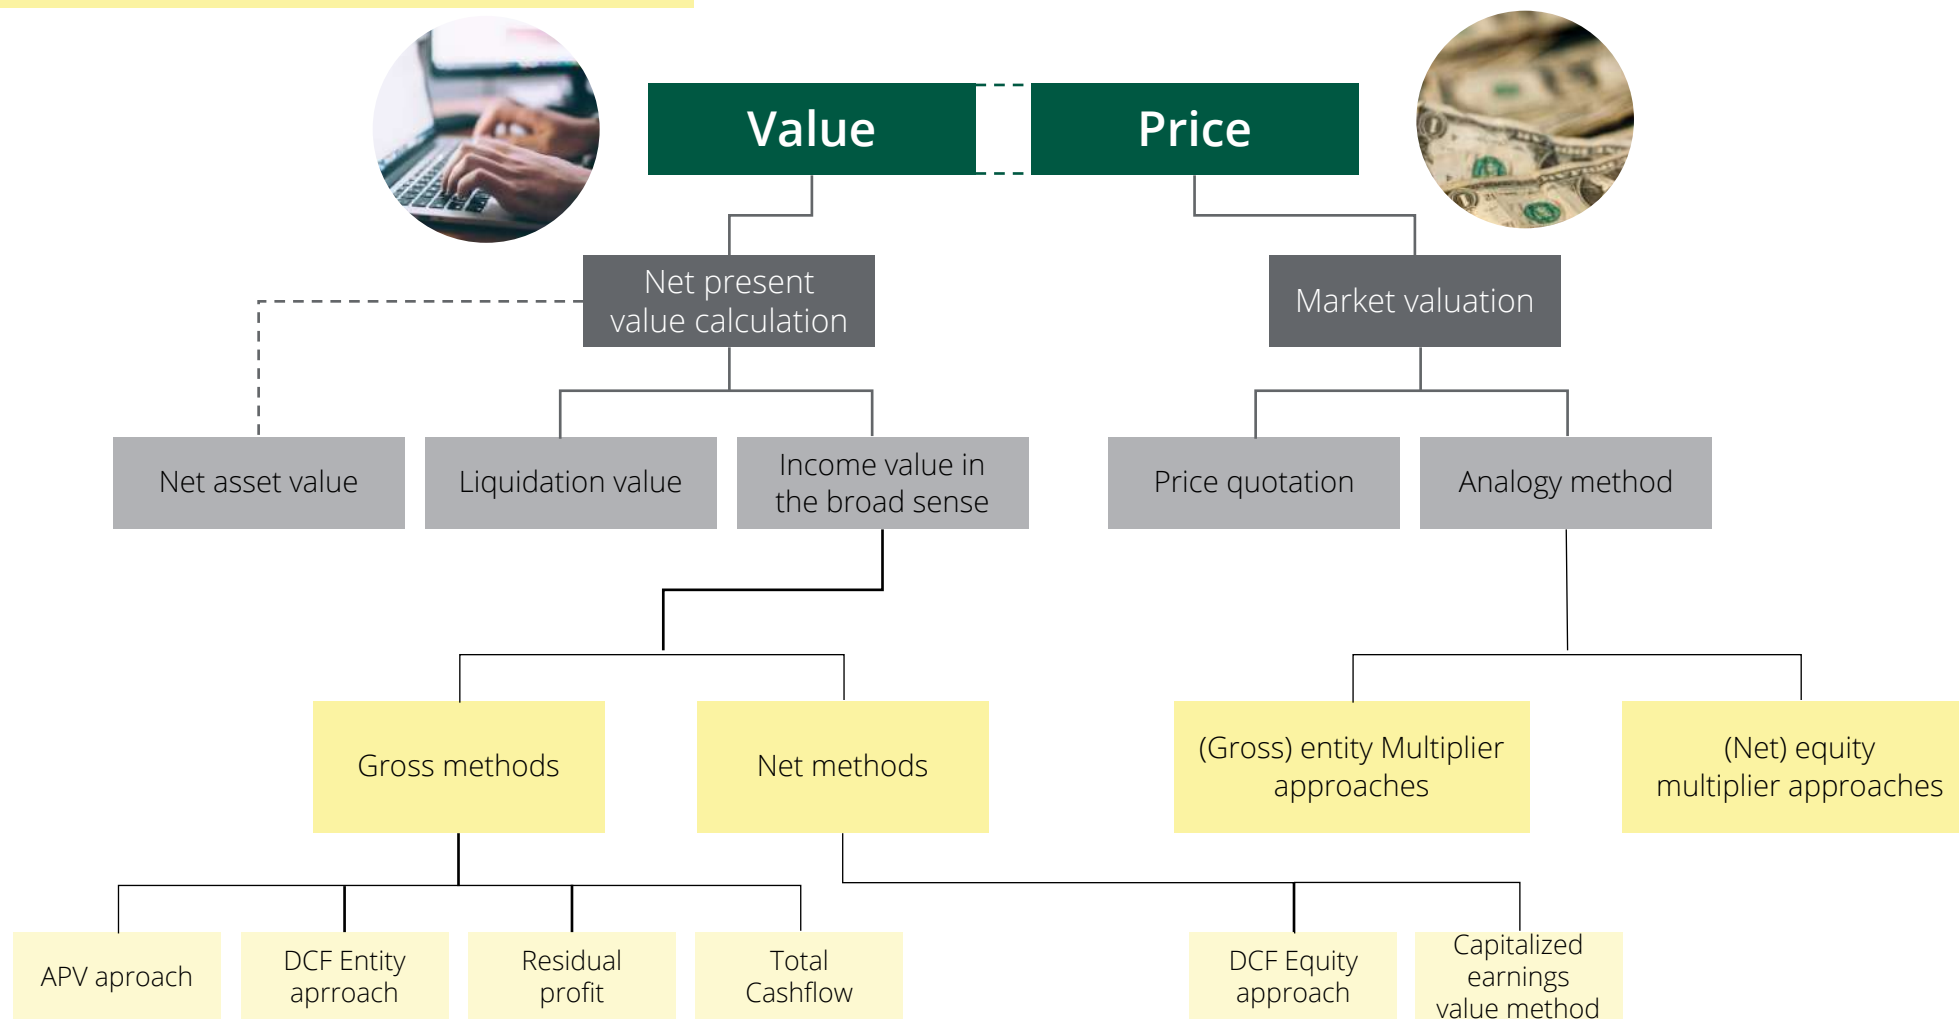 Value
Price
Net present
value calculation
Market valuation
Net asset value
Liquidation value
Income value in
the broad sense
Price quotation
Analogy method
Gross methods
Net methods
(Gross) entity Multiplier
approaches
(Net) equity
multiplier approaches
APV aproach
DCF Entity
aprroach
Residual
profit
Total
Cashflow
DCF Equity
approach
Capitalized
earnings
value method